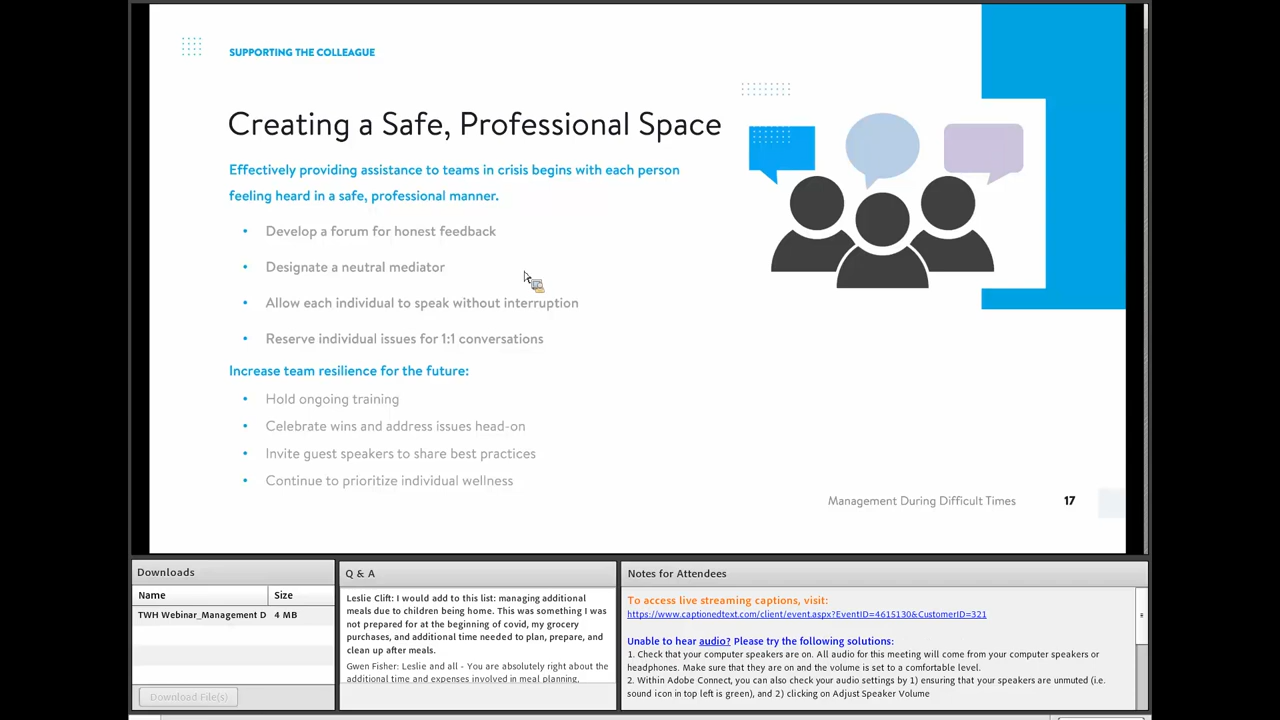 SUPPORTING THE COLLEAGUE
Creating a Safe, Professional Space
Effectively providing assistance to teams in crisis begins with each person
feeling heard in a safe, professional manner.
• Develop a forum for honest feedback
• Designate a neutral mediator
• Allow each individual to speak without interruption
• Reserve individual issues for 1:1 conversations
Increase team resilience for the future:
• Hold ongoing training
• Celebrate wins and address issues head-on
• Invite guest speakers to share best practices
• Continue to prioritize individual wellness
Management During Difficult Times 17
Downloads
Name Size
TWH Webinar_Management D 4 MB
Download File(s)
Q & A
Leslie Clift: I would add to this list: managing additional
meals due to children being home. This was something I was
not prepared for at the beginning of covid, my grocery
purchases, and additional time needed to plan, prepare, and
clean up after meals.
Gwen Fisher: Leslie and all - You are absolutely right about the
additional time and expenses involved in meal planning.
Notes for Attendees
To access live streaming captions, visit:
https://www.captionedtext.com/client/event.aspx?EventID=4615130&CustomerID=321
Unable to hear audio? Please try the following solutions:
1. Check that your computer speakers are on. All audio for this meeting will come from your computer speakers or
headphones. Make sure that they are on and the volume is set to a comfortable level.
2. Within Adobe Connect, you can also check your audio settings by 1) ensuring that your speakers are unmuted (i.e.
sound icon in top left is green), and 2) clicking on Adjust Speaker Volume